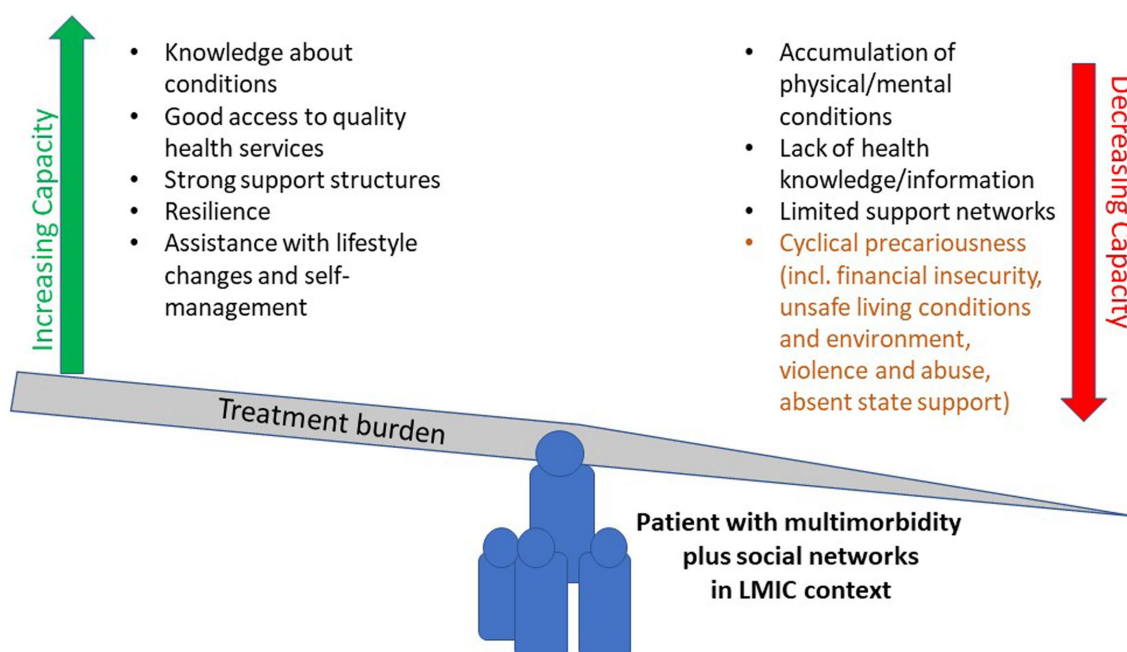 Increasing Capacity
• Knowledge about
conditions
• Good access to quality
health services
• Strong support structures
• Resilience
• Assistance with lifestyle
changes and self-
management
• Accumulation of
physical/mental
conditions
• Lack of health
knowledge/information
• Limited support networks
• Cyclical precariousness
(incl. financial insecurity,
unsafe living conditions
and environment,
violence and abuse,
absent state support)
Decreasing Capacity
Treatment burden
Patient with multimorbidity
plus social networks
in LMIC context